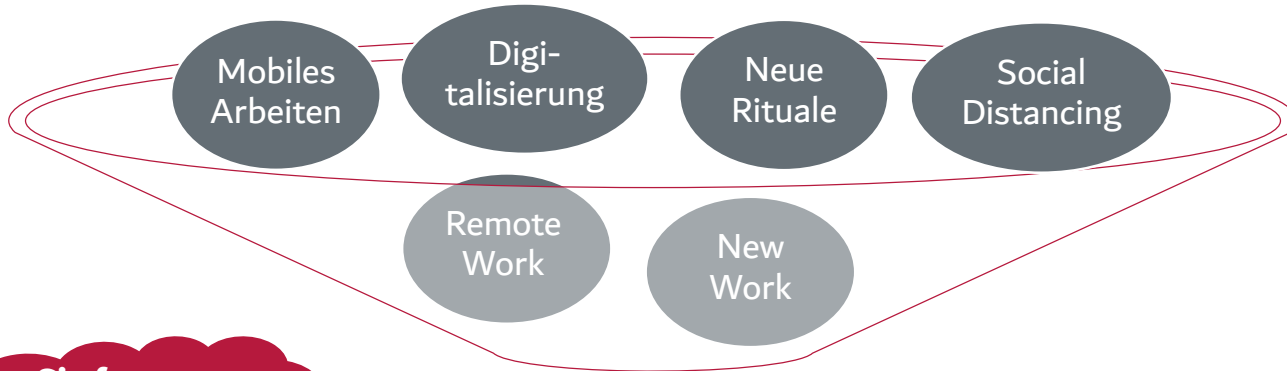 Mobiles
Arbeiten
Digi-
talisierung
Neue
Rituale
Social
Distancing
Remote
Work
New
Work